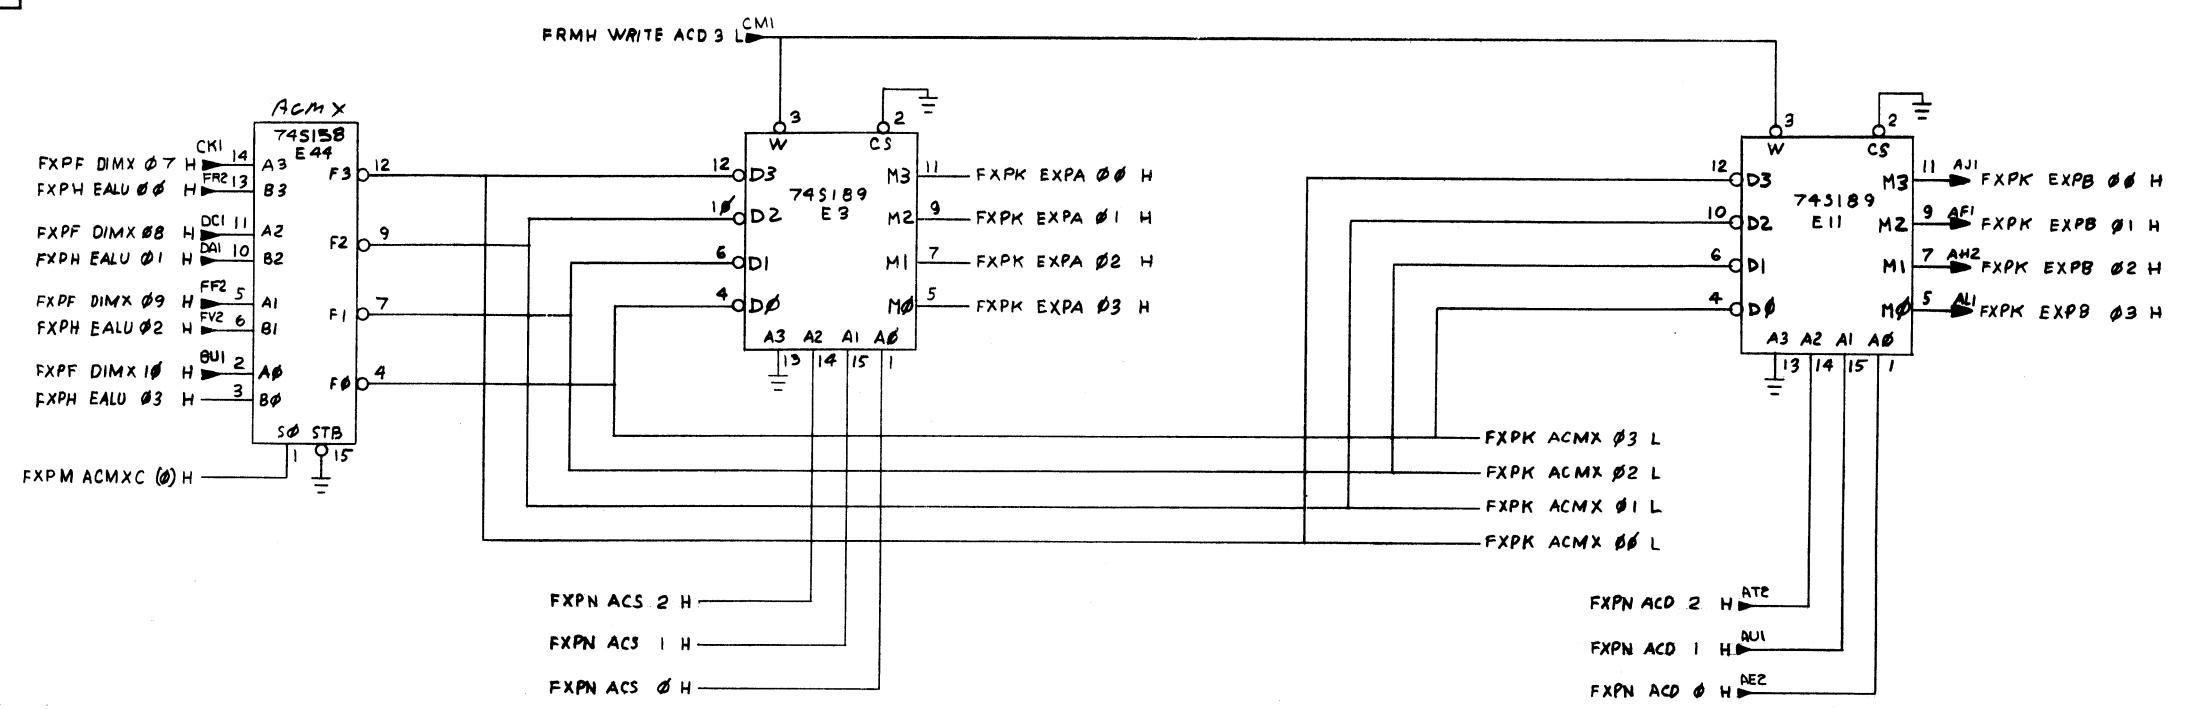 FRMH WRITE ACD 3 L CM1
ACMX
74S158
E44
FXPF DIMX Ø7 H CK1 14 A3
FXPH EALU ØØ H FR2 13 B3
FXPF DIMX Ø8 H DC1 11 A2
FXPH EALU Ø1 H DA1 10 B2
FXPF DIMX Ø9 H FF2 5 A1
FXPH EALU Ø2 H FV2 6 B1
FXPF DIMX 1Ø H BU1 2 AØ
FXPH EALU Ø3 H 3 BØ
F3 12
F2 9
F1 7
FØ 4
SØ STB
1 15
FXPM ACMXC (Ø) H
3 2
W CS
74S189
E3
12 D3
1Ø D2
6 D1
4 DØ
M3 11 FXPK EXPA ØØ H
M2 9 FXPK EXPA Ø1 H
M1 7 FXPK EXPA Ø2 H
MØ 5 FXPK EXPA Ø3 H
A3 A2 A1 AØ
13 14 15 1
FXPN ACS 2 H
FXPN ACS 1 H
FXPN ACS Ø H
FXPK ACMX Ø3 L
FXPK ACMX Ø2 L
FXPK ACMX Ø1 L
FXPK ACMX ØØ L
3 2
W CS
74S189
E11
12 D3
10 D2
6 D1
4 DØ
M3 11 AJ1 FXPK EXPB ØØ H
M2 9 AF1 FXPK EXPB Ø1 H
M1 7 AH2 FXPK EXPB Ø2 H
MØ 5 AL1 FXPK EXPB Ø3 H
A3 A2 A1 AØ
13 14 15 1
FXPN ACD 2 H AT2
FXPN ACD 1 H AU1
FXPN ACD Ø H AE2